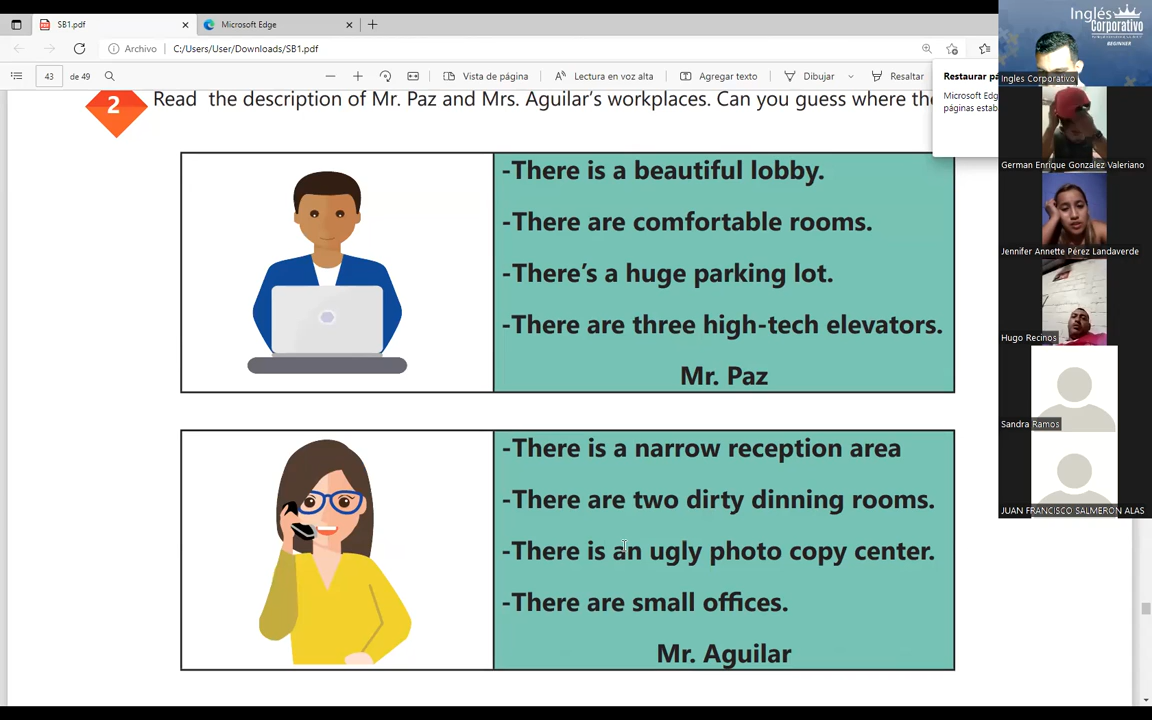 SB1.pdf
Microsoft Edge
Archivo
C:/Users/User/Downloads/SB1.pdf
43 de 49
Vista de página
Lectura en voz alta
Agregar texto
Dibujar
Resaltar
Restaurar
Microsoft Edg
páginas estab
2
Read the description of Mr. Paz and Mrs. Aguilar's workplaces. Can you guess where
-There is a beautiful lobby.
-There are comfortable rooms.
-There's a huge parking lot.
-There are three high-tech elevators.
Mr. Paz
-There is a narrow reception area
-There are two dirty dinning rooms.
-There is an ugly photo copy center.
-There are small offices.
Mr. Aguilar
Inglés
Corporativo
BEGINNER
Ingles Corporativo
German Enrique Gonzalez Valeriano
Jennifer Annette Pérez Landaverde
Hugo Recinos
Sandra Ramos
JUAN FRANCISCO SALMERON ALAS